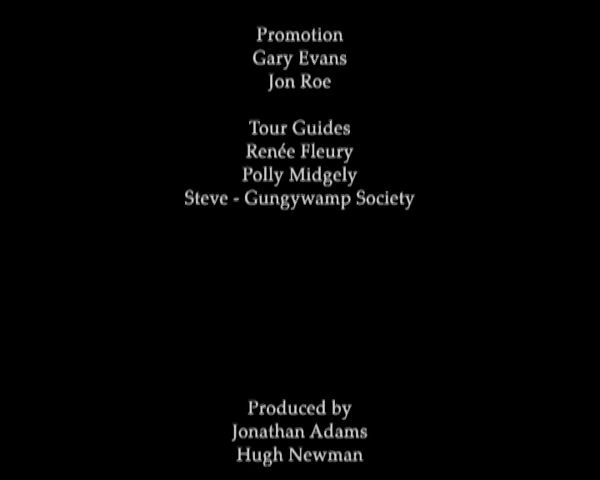 Promotion
Gary Evans
Jon Roe
Tour Guides
Renée Fleury
Polly Midgely
Steve - Gungywamp Society
Produced by
Jonathan Adams
Hugh Newman